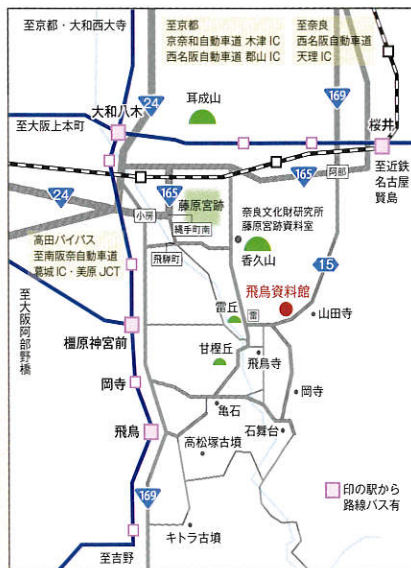 至京都・大和西大寺
至京都
京奈和自動車道 木津 IC
西名阪自動車道 郡山 IC
至奈良
西名阪自動車道
天理 IC
24
169
耳成山
大和八木
桜井
至大阪上本町
至近鉄
名古屋
賢島
阿部
24
165
165
藤原宮跡
小房
縄手町南
飛騨町
奈良文化財研究所
藤原宮跡資料室
香久山
高田バイパス
至南阪奈自動車道
葛城 IC・美原 JCT
15
飛鳥資料館
雷丘
雷
山田寺
至大阪阿部野橋
橿原神宮前
甘樫丘
飛鳥寺
岡寺
岡寺
亀石
石舞台
飛鳥
高松塚古墳
169
印の駅から
路線バス有
キトラ古墳
至吉野